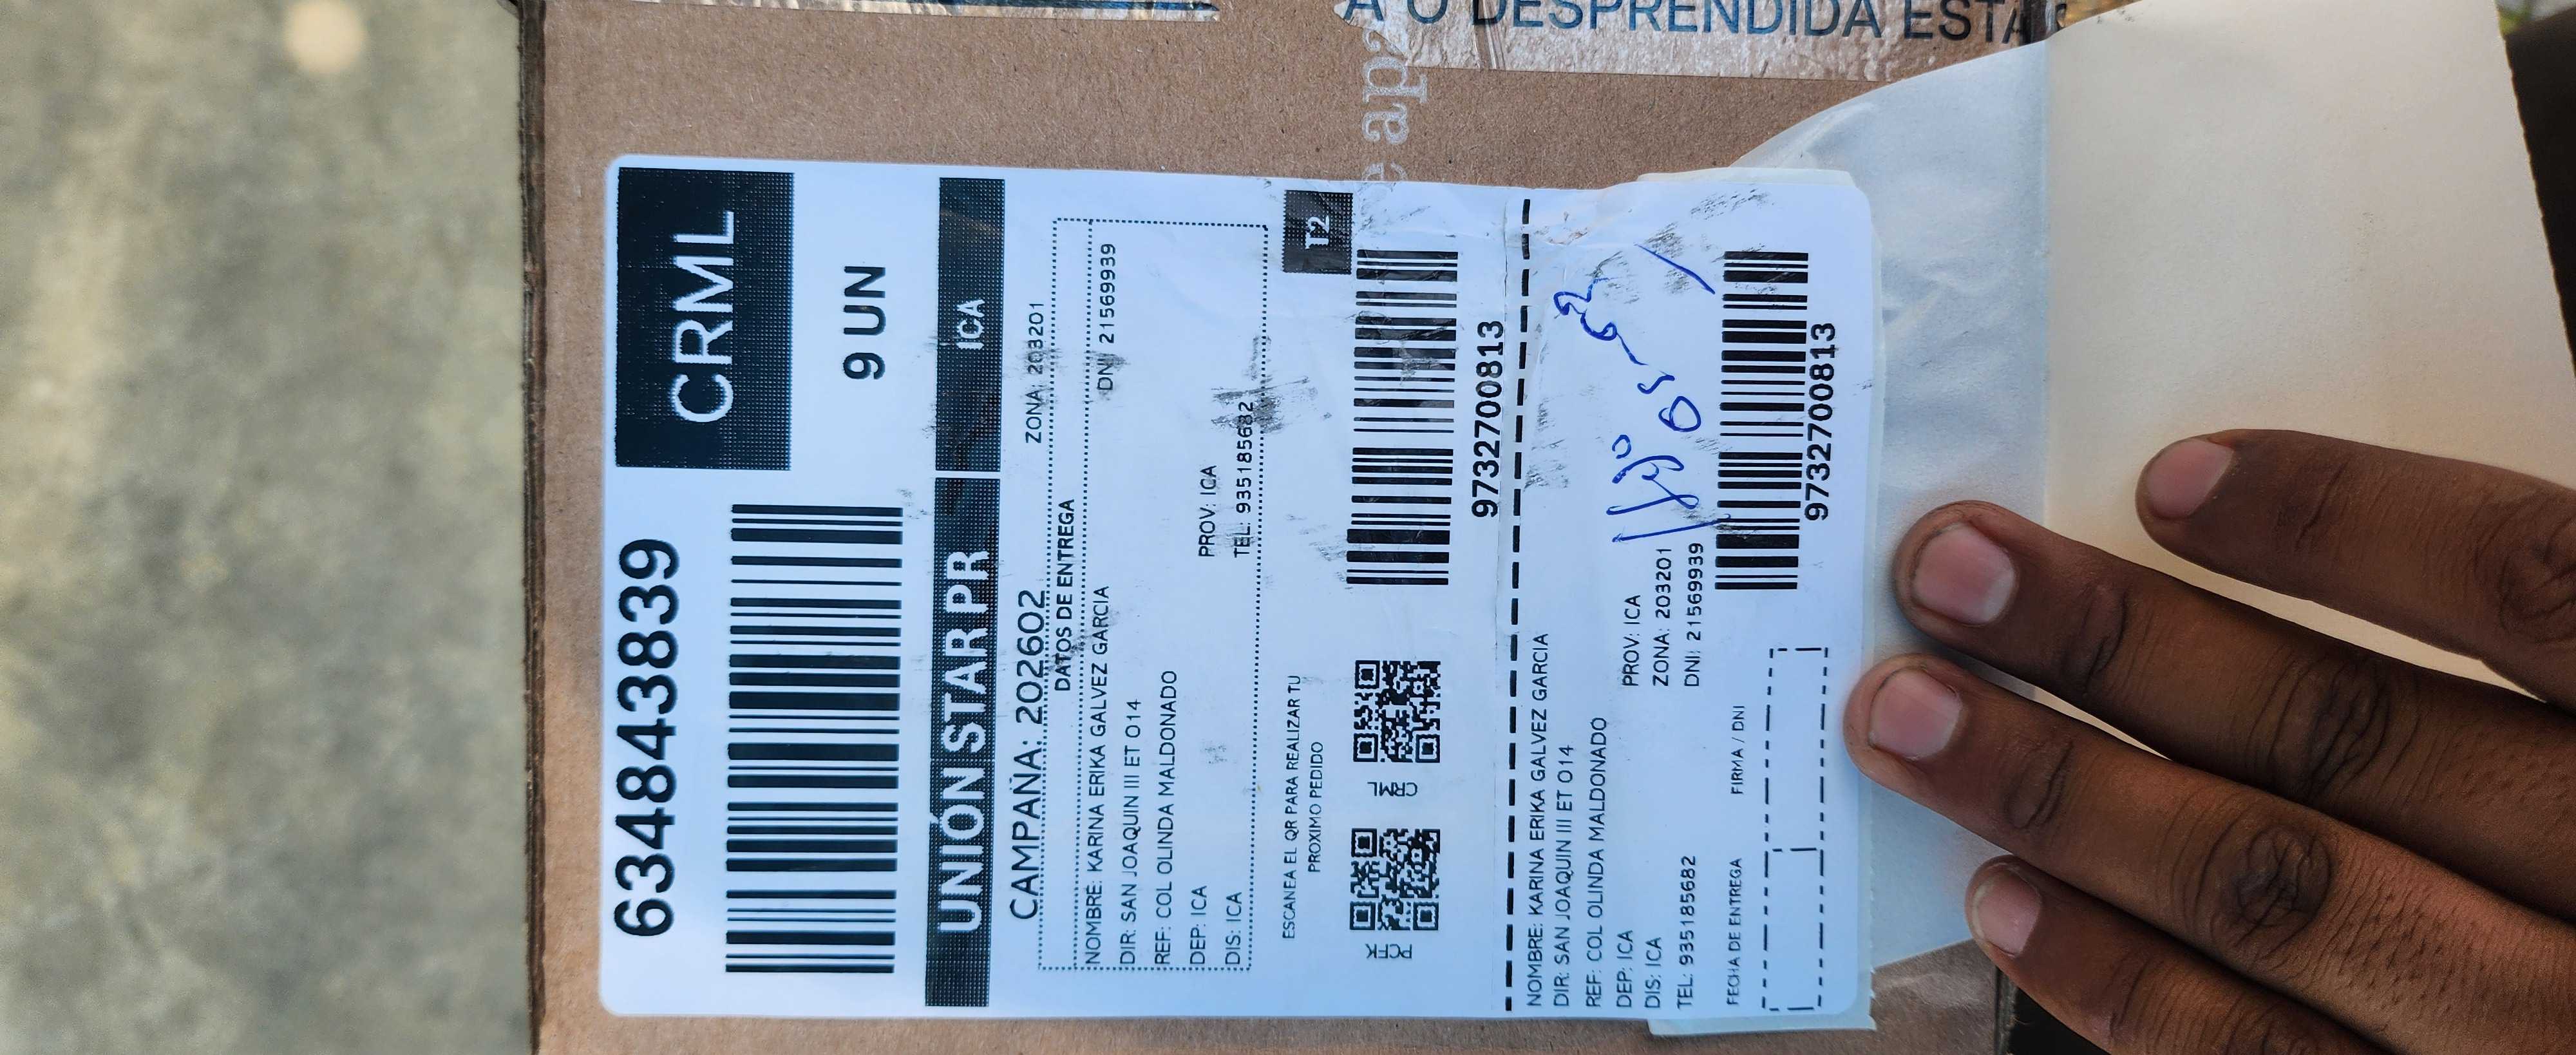 A O DESPRENDIDA ESTA
e apa
6348843839
CRML
9 UN
UNIÓN STAR PR
ICA
CAMPAÑA: 202602
ZONA: 203201
DATOS DE ENTREGA
NOMBRE: KARINA ERIKA GALVEZ GARCIA
DNI: 21569939
DIR: SAN JOAQUIN III ET O14
REF: COL OLINDA MALDONADO
DEP: ICA
PROV: ICA
DIS: ICA
TEL: 935185682
ESCANEA EL QR PARA REALIZAR TU
PROXIMO PEDIDO
12
PCFK
CRML
9732700813
NOMBRE: KARINA ERIKA GALVEZ GARCIA
DIR: SAN JOAQUIN III ET O14
REF: COL OLINDA MALDONADO
DEP: ICA
PROV: ICA
DIS: ICA
ZONA: 203201
TEL: 935185682
DNI: 21569939
FECHA DE ENTREGA
FIRMA / DNI
9732700813